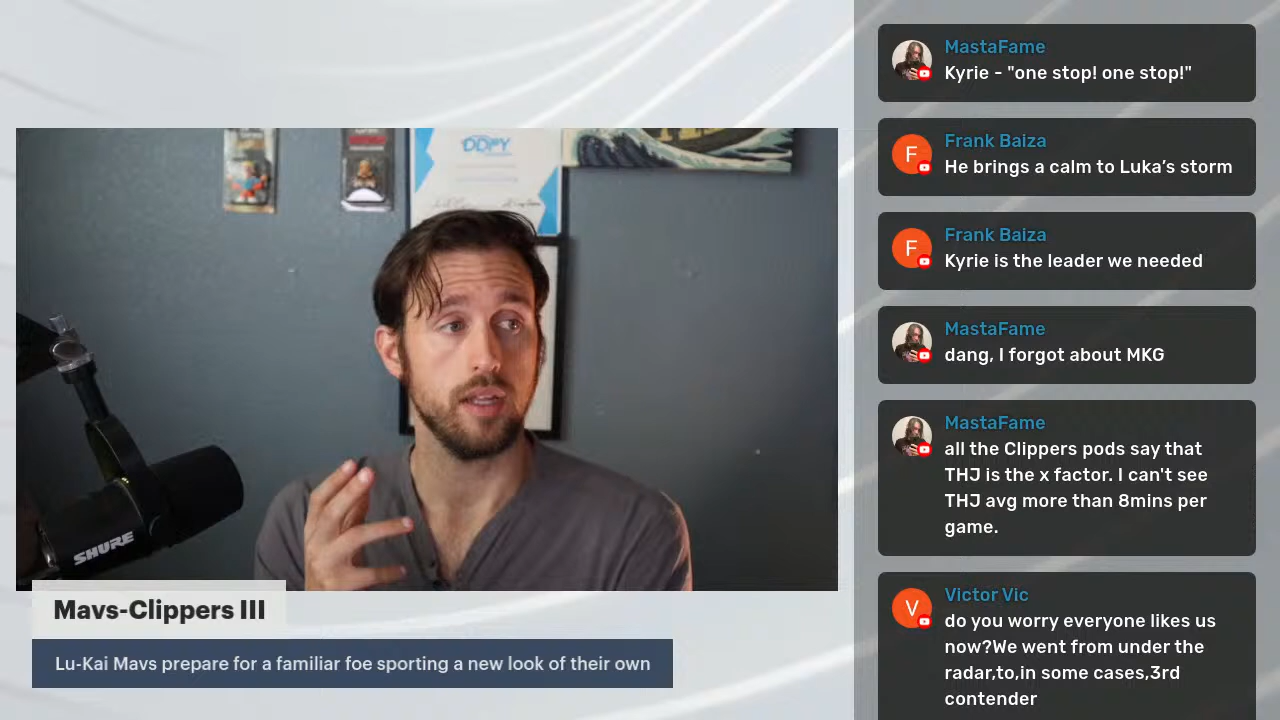 MastaFame
Kyrie - "one stop! one stop!"
F
Frank Baiza
He brings a calm to Luka’s storm
F
Frank Baiza
Kyrie is the leader we needed
MastaFame
dang, I forgot about MKG
MastaFame
all the Clippers pods say that
THJ is the x factor. I can't see
THJ avg more than 8mins per
game.
V
Victor Vic
do you worry everyone likes us
now?We went from under the
radar,to,in some cases,3rd
contender
SHURE
Mavs-Clippers III
Lu-Kai Mavs prepare for a familiar foe sporting a new look of their own